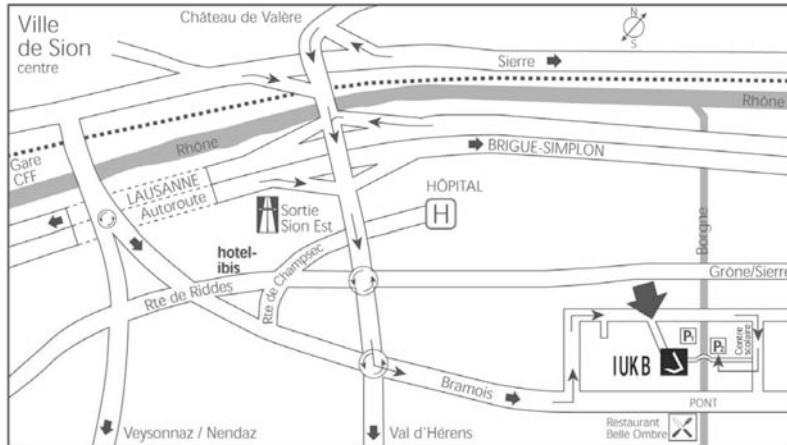 Ville
de Sion
centre
Château de Valère
N
S
Sierre
Rhône
Rhône
Gare
CFF
LAUSANNE
Autoroute
BRIGUE-SIMPLON
HÔPITAL
H
Sortie
Sion Est
Borgne
hotel-
ibis
Rte de Champsec
Rte de Riddes
Grône/Sierre
P1
P2
Centre
scolaire
IUKB
Bramois
PONT
Restaurant
Belle Ombre
Veysonnaz / Nendaz
Val d'Hérens